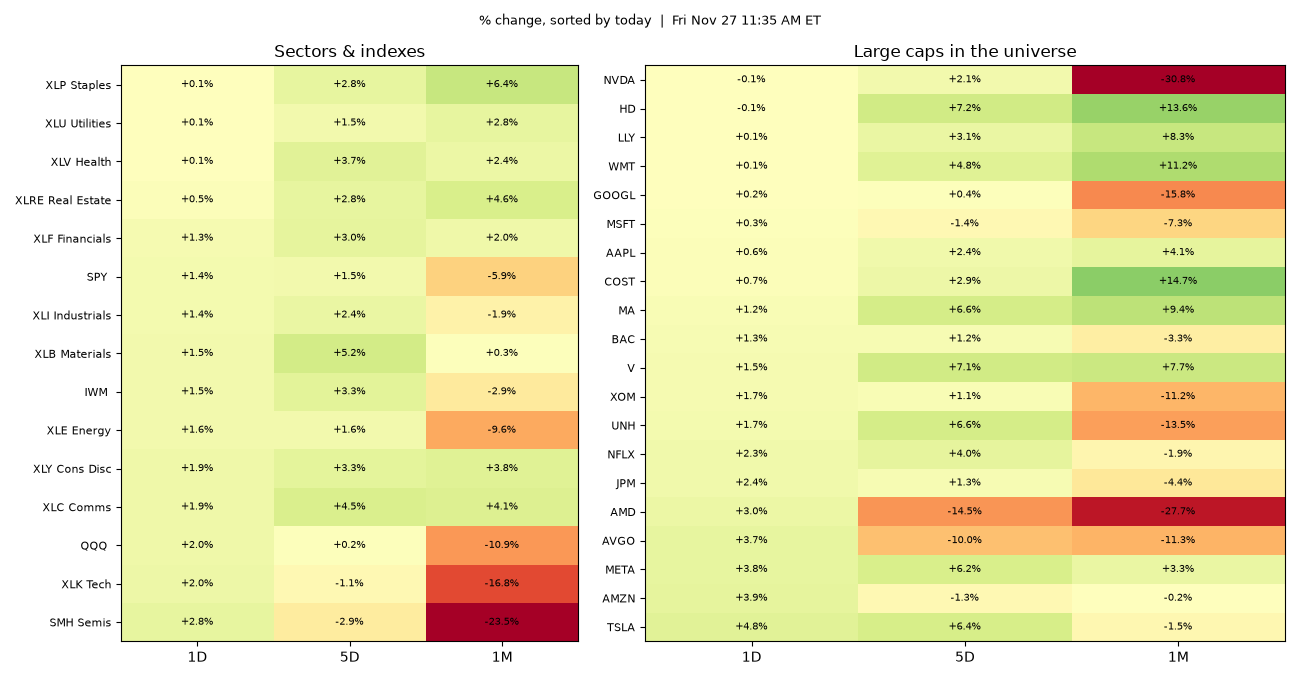 % change, sorted by today | Fri Nov 27 11:35 AM ET
Sectors & indexes
XLP Staples +0.1% +2.8% +6.4%
XLU Utilities +0.1% +1.5% +2.8%
XLV Health +0.1% +3.7% +2.4%
XLRE Real Estate +0.5% +2.8% +4.6%
XLF Financials +1.3% +3.0% +2.0%
SPY +1.4% +1.5% -5.9%
XLI Industrials +1.4% +2.4% -1.9%
XLB Materials +1.5% +5.2% +0.3%
IWM +1.5% +3.3% -2.9%
XLE Energy +1.6% +1.6% -9.6%
XLY Cons Disc +1.9% +3.3% +3.8%
XLC Comms +1.9% +4.5% +4.1%
QQQ +2.0% +0.2% -10.9%
XLK Tech +2.0% -1.1% -16.8%
SMH Semis +2.8% -2.9% -23.5%
1D 5D 1M
Large caps in the universe
NVDA -0.1% +2.1% -30.8%
HD -0.1% +7.2% +13.6%
LLY +0.1% +3.1% +8.3%
WMT +0.1% +4.8% +11.2%
GOOGL +0.2% +0.4% -15.8%
MSFT +0.3% -1.4% -7.3%
AAPL +0.6% +2.4% +4.1%
COST +0.7% +2.9% +14.7%
MA +1.2% +6.6% +9.4%
BAC +1.3% +1.2% -3.3%
V +1.5% +7.1% +7.7%
XOM +1.7% +1.1% -11.2%
UNH +1.7% +6.6% -13.5%
NFLX +2.3% +4.0% -1.9%
JPM +2.4% +1.3% -4.4%
AMD +3.0% -14.5% -27.7%
AVGO +3.7% -10.0% -11.3%
META +3.8% +6.2% +3.3%
AMZN +3.9% -1.3% -0.2%
TSLA +4.8% +6.4% -1.5%
1D 5D 1M